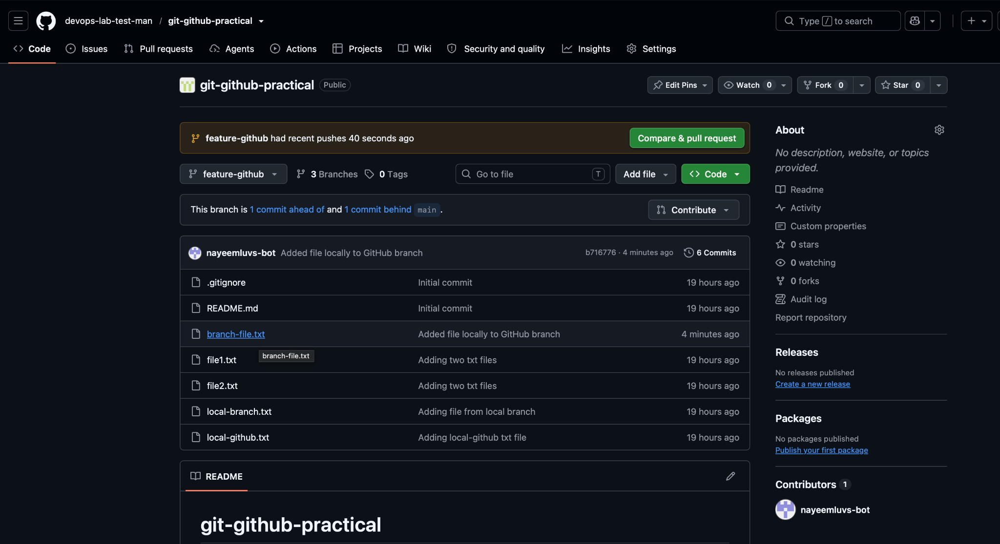 devops-lab-test-man / git-github-practical
Type / to search
Code Issues Pull requests Agents Actions Projects Wiki Security and quality Insights Settings
git-github-practical Public
Edit Pins Watch 0 Fork 0 Star 0
feature-github had recent pushes 40 seconds ago
Compare & pull request
feature-github 3 Branches 0 Tags
Go to file T Add file Code
This branch is 1 commit ahead of and 1 commit behind main .
Contribute
nayeemluvs-bot Added file locally to GitHub branch b716776 · 4 minutes ago 6 Commits
.gitignore Initial commit 19 hours ago
README.md Initial commit 19 hours ago
branch-file.txt Added file locally to GitHub branch 4 minutes ago
branch-file.txt
file1.txt Adding two txt files 19 hours ago
file2.txt Adding two txt files 19 hours ago
local-branch.txt Adding file from local branch 19 hours ago
local-github.txt Adding local-github txt file 19 hours ago
README
git-github-practical
About
No description, website, or topics
provided.
Readme
Activity
Custom properties
0 stars
0 watching
0 forks
Audit log
Report repository
Releases
No releases published
Create a new release
Packages
No packages published
Publish your first package
Contributors 1
nayeemluvs-bot